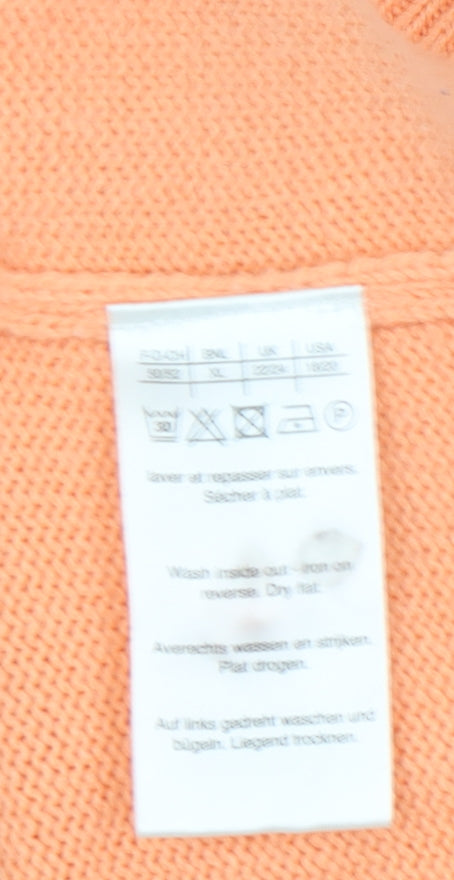 F-D.A.CH BNL UK USA
50/52 XL 22/24 18/20
30 P
laver et repasser sur envers.
Sécher à plat.
Wash inside out - iron on
reverse. Dry flat.
Averechts wassen en strijken.
Plat drogen.
Auf links gedreht waschen und
bügeln. Liegend trocknen.